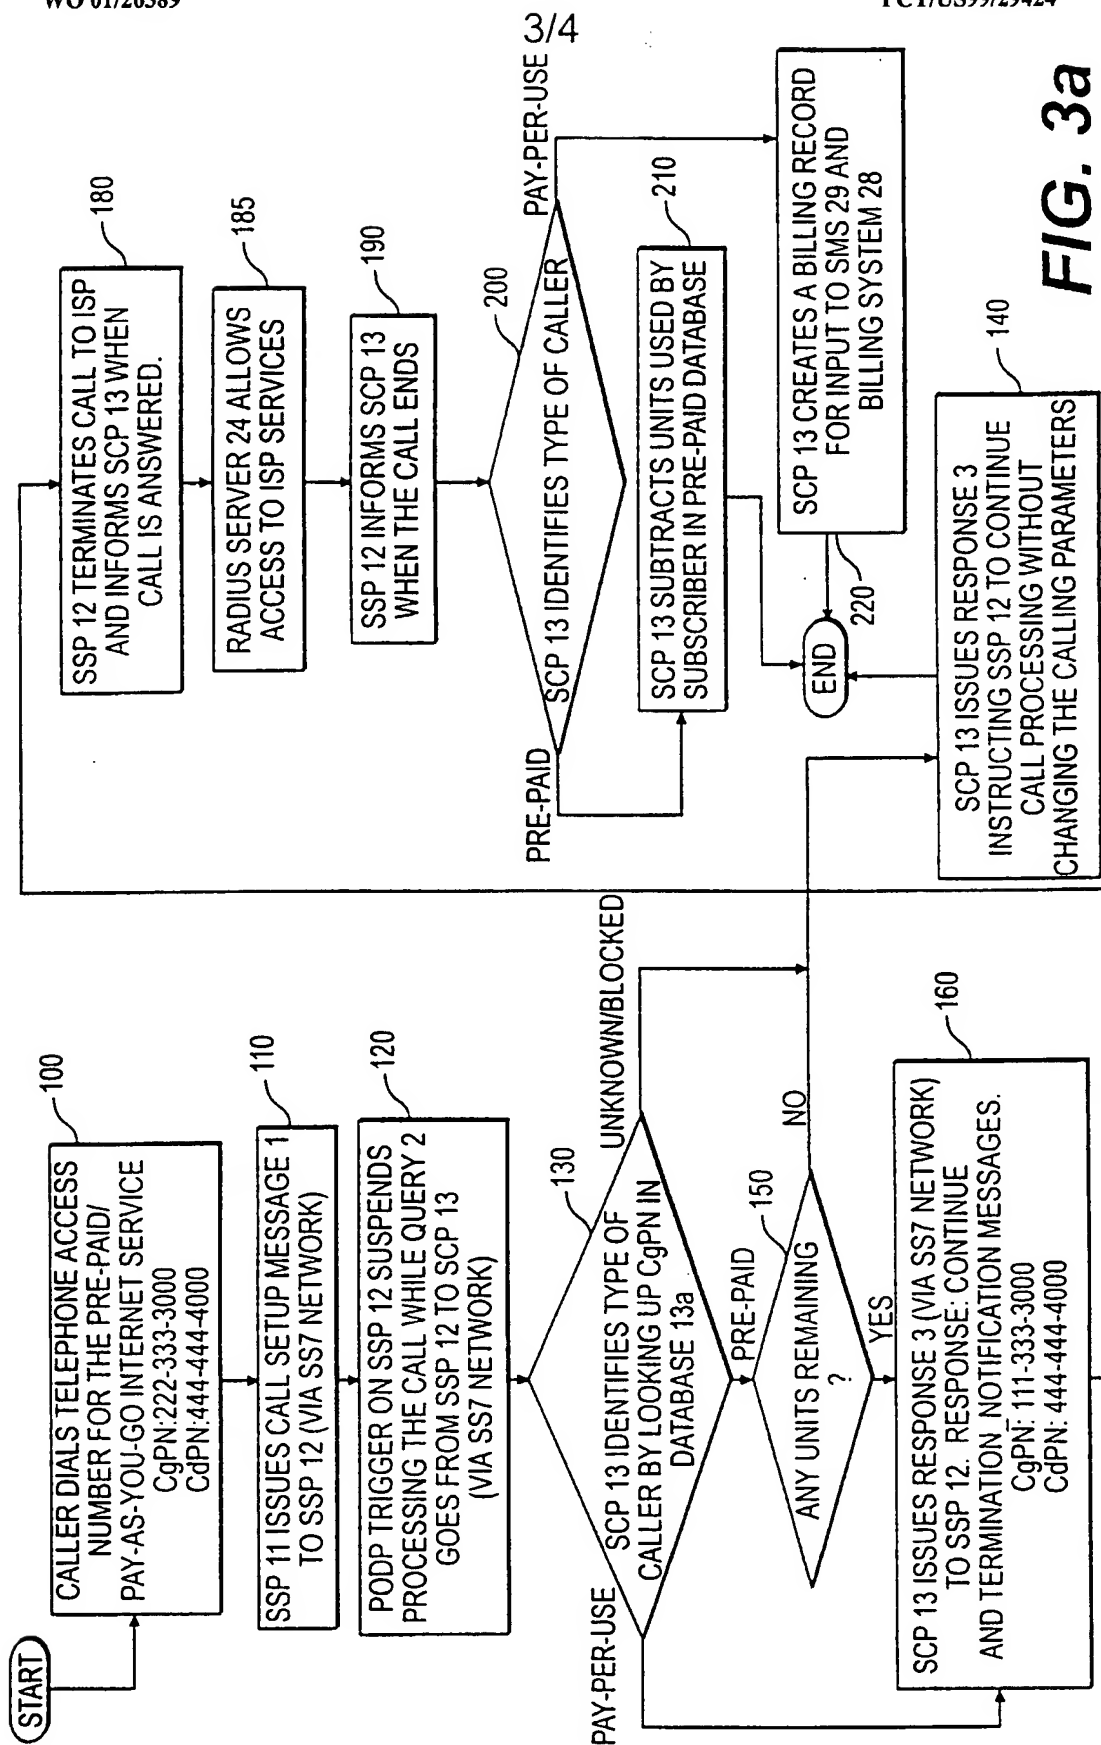 WO 01/20389
PCT/US99/29424
3/4
START
CALLER DIALS TELEPHONE ACCESS
NUMBER FOR THE PRE-PAID/
PAY-AS-YOU-GO INTERNET SERVICE
CgPN:222-333-3000
CdPN:444-444-4000
100
SSP 11 ISSUES CALL SETUP MESSAGE 1
TO SSP 12 (VIA SS7 NETWORK)
110
PODP TRIGGER ON SSP 12 SUSPENDS
PROCESSING THE CALL WHILE QUERY 2
GOES FROM SSP 12 TO SCP 13
(VIA SS7 NETWORK)
120
SCP 13 IDENTIFIES TYPE OF
CALLER BY LOOKING UP CgPN IN
DATABASE 13a
130
PAY-PER-USE
UNKNOWN/BLOCKED
PRE-PAID
ANY UNITS REMAINING
?
150
NO
YES
SCP 13 ISSUES RESPONSE 3 (VIA SS7 NETWORK)
TO SSP 12. RESPONSE: CONTINUE
AND TERMINATION NOTIFICATION MESSAGES.
CgPN: 111-333-3000
CdPN: 444-444-4000
160
SSP 12 TERMINATES CALL TO ISP
AND INFORMS SCP 13 WHEN
CALL IS ANSWERED.
180
RADIUS SERVER 24 ALLOWS
ACCESS TO ISP SERVICES
185
SSP 12 INFORMS SCP 13
WHEN THE CALL ENDS
190
SCP 13 IDENTIFIES TYPE OF CALLER
200
PRE-PAID
PAY-PER-USE
SCP 13 SUBTRACTS UNITS USED BY
SUBSCRIBER IN PRE-PAID DATABASE
210
SCP 13 CREATES A BILLING RECORD
FOR INPUT TO SMS 29 AND
BILLING SYSTEM 28
220
END
SCP 13 ISSUES RESPONSE 3
INSTRUCTING SSP 12 TO CONTINUE
CALL PROCESSING WITHOUT
CHANGING THE CALLING PARAMETERS
140
FIG. 3a